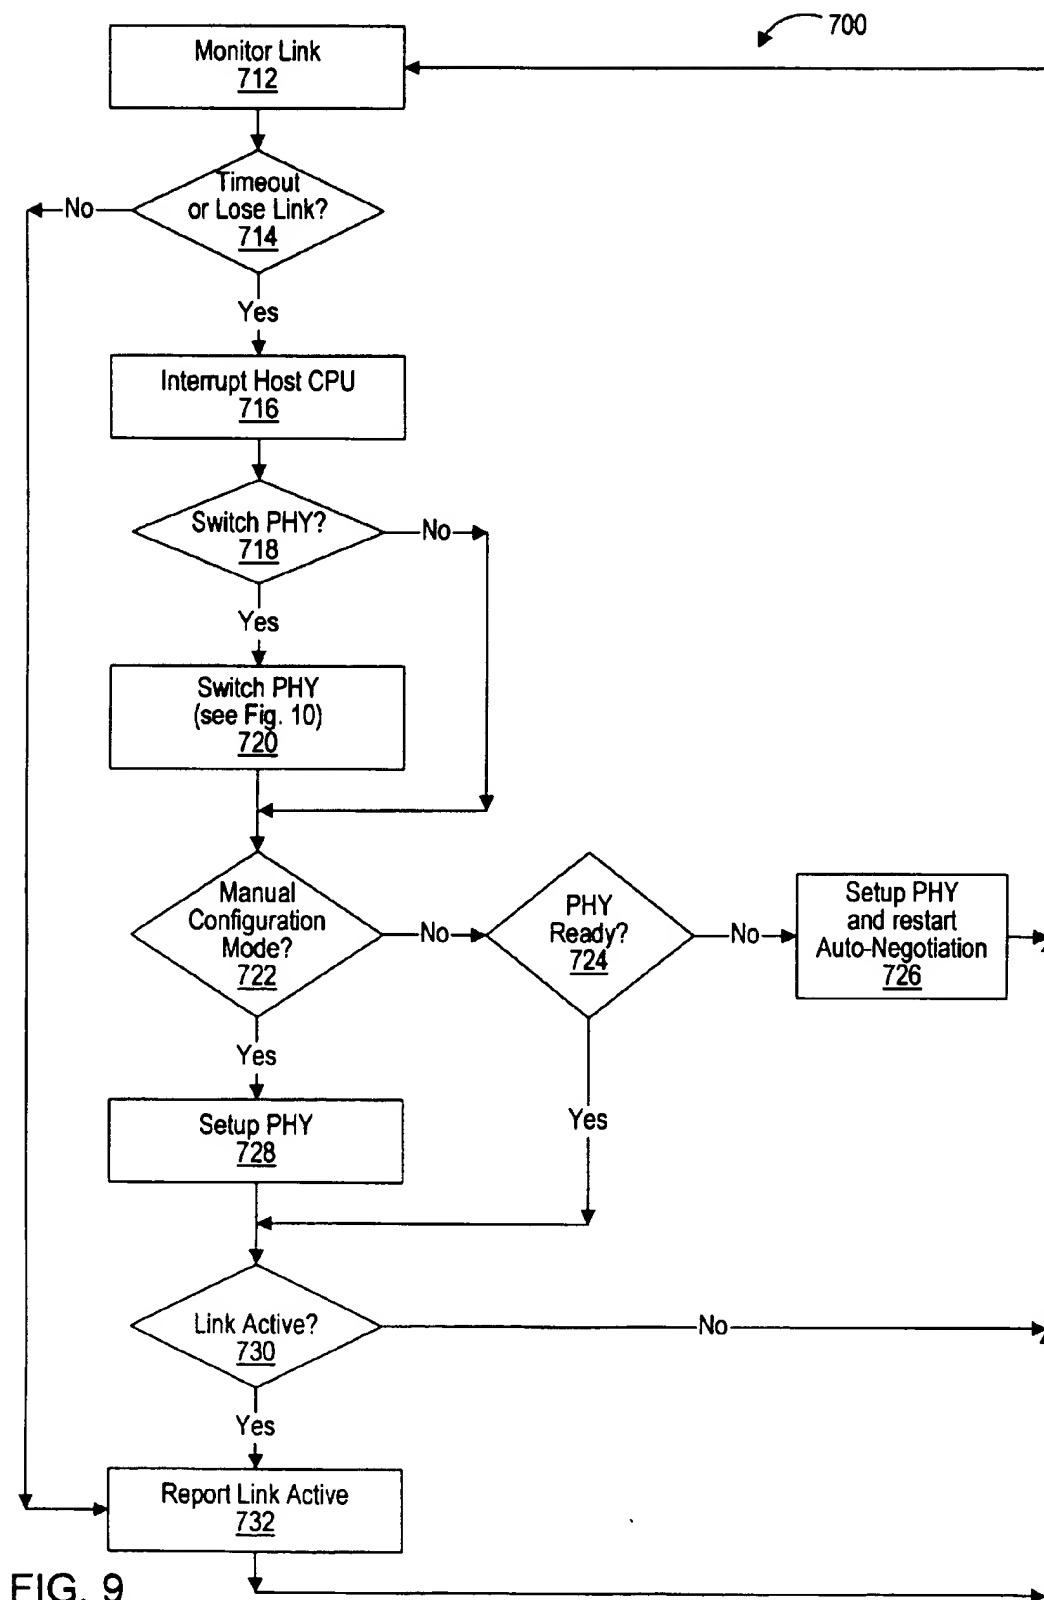 700
Monitor Link
712
Timeout
or Lose Link?
714
No
Yes
Interrupt Host CPU
716
Switch PHY?
718
No
Yes
Switch PHY
(see Fig. 10)
720
Manual
Configuration
Mode?
722
No
PHY
Ready?
724
No
Setup PHY
and restart
Auto-Negotiation
726
Yes
Yes
Setup PHY
728
Link Active?
730
No
Yes
Report Link Active
732
FIG. 9